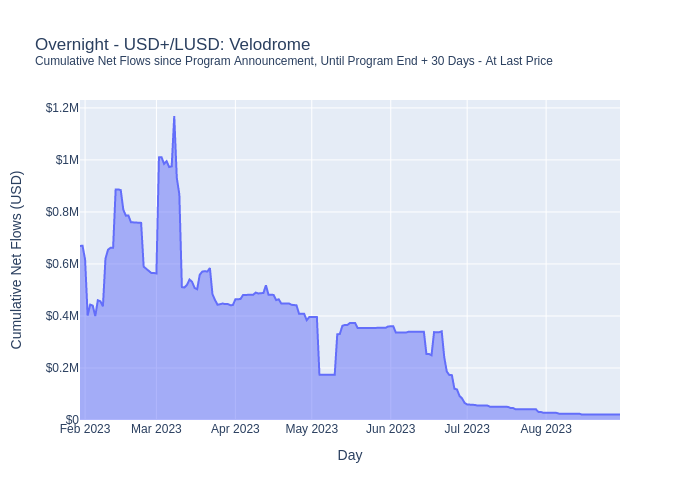 Overnight - USD+/LUSD: Velodrome
Cumulative Net Flows since Program Announcement, Until Program End + 30 Days - At Last Price
Cumulative Net Flows (USD)
$1.2M
$1M
$0.8M
$0.6M
$0.4M
$0.2M
$0
Feb 2023 Mar 2023 Apr 2023 May 2023 Jun 2023 Jul 2023 Aug 2023
Day